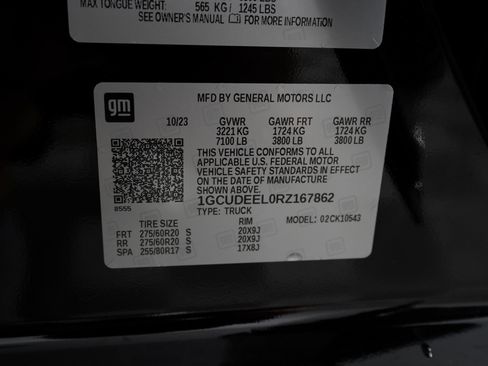 MAX TONGUE WEIGHT: 565 KG/ 1245 LBS
SEE OWNER'S MANUAL FOR MORE INFORMATION
gm
MFD BY GENERAL MOTORS LLC
10/23 GVWR GAWR FRT GAWR RR
3221 KG 1724 KG 1724 KG
7100 LB 3800 LB 3800 LB
THIS VEHICLE CONFORMS TO ALL
APPLICABLE U.S. FEDERAL MOTOR
VEHICLE SAFETY STANDARDS IN
EFFECT ON THE DATE OF MANUFACTURE
SHOWN ABOVE.
1GCUDEEL0RZ167862
8555
TYPE: TRUCK
MODEL: 02CK10543
TIRE SIZE RIM
FRT 275/60R20 S 20X9J
RR 275/60R20 S 20X9J
SPA 255/80R17 S 17X8J